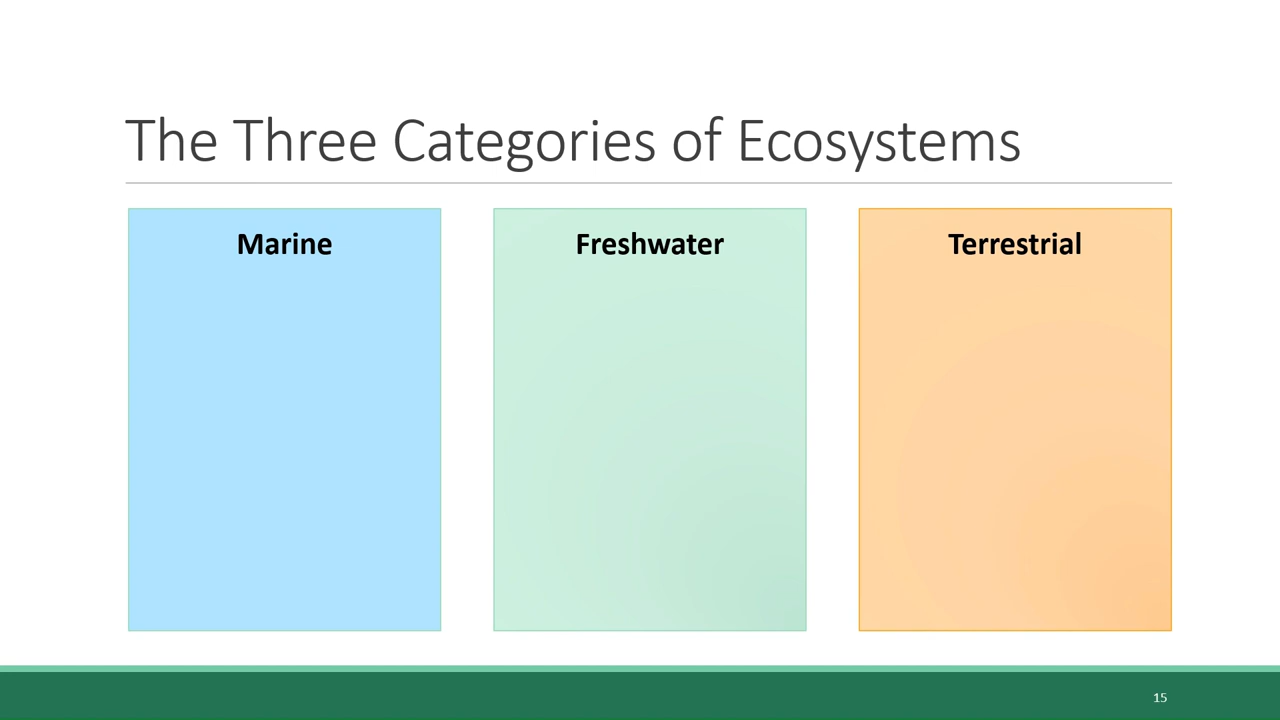 The Three Categories of Ecosystems
Marine
Freshwater
Terrestrial
15